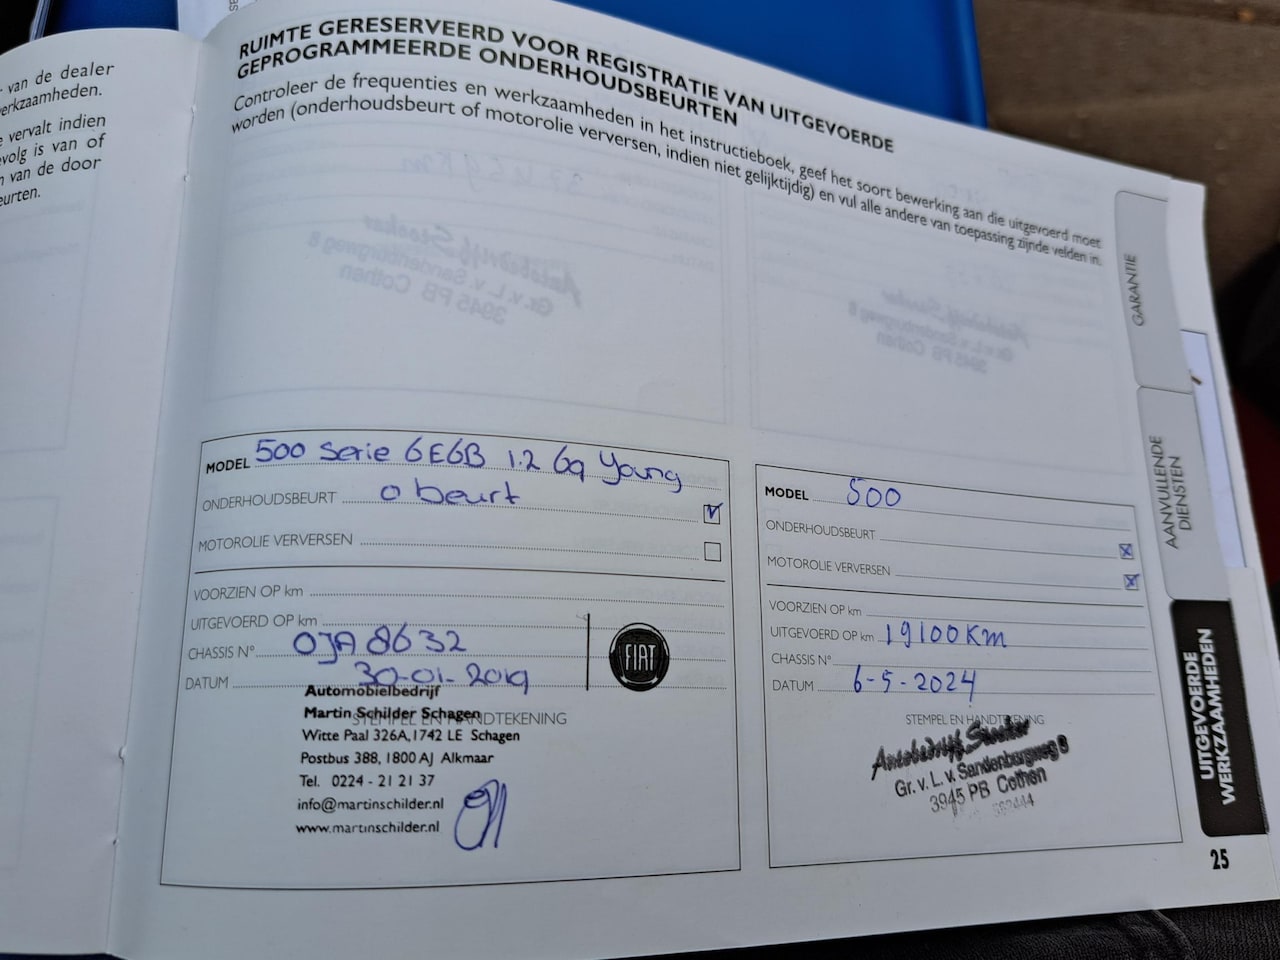 van de dealer
erkzaamheden.
vervalt indien
volg is van of
van de door
eurten.
RUIMTE GERESERVEERD VOOR REGISTRATIE VAN UITGEVOERDE
GEPROGRAMMEERDE ONDERHOUDSBEURTEN
Controleer de frequenties en werkzaamheden in het instructieboek, geef het soort bewerking aan die uitgevoerd moet
worden (onderhoudsbeurt of motorolie verversen, indien niet gelijktijdig) en vul alle andere van toepassing zijnde velden in.
MODEL 500 Serie 6E6B 1.2 69 Young
ONDERHOUDSBEURT 0 beurt
MOTOROLIE VERVERSEN
VOORZIEN OP km
UITGEVOERD OP km
CHASSIS N° OJA8632
DATUM 30-01-2019
FIAT
STEMPEL EN HANDTEKENING
Automobielbedrijf
Martin Schilder Schagen
Witte Paal 326A, 1742 LE Schagen
Postbus 388, 1800 AJ Alkmaar
Tel. 0224 - 21 21 37
info@martinschilder.nl
www.martinschilder.nl
MODEL 500
ONDERHOUDSBEURT
MOTOROLIE VERVERSEN
VOORZIEN OP km
UITGEVOERD OP km 19100 Km
CHASSIS N°
DATUM 6-5-2024
STEMPEL EN HANDTEKENING
Autobedrijf Stooker
Gr. v. L. v. Sandenburgweg 8
3945 PB Cothen
GARANTIE
AANVULLENDE
DIENSTEN
UITGEVOERDE
WERKZAAMHEDEN
25